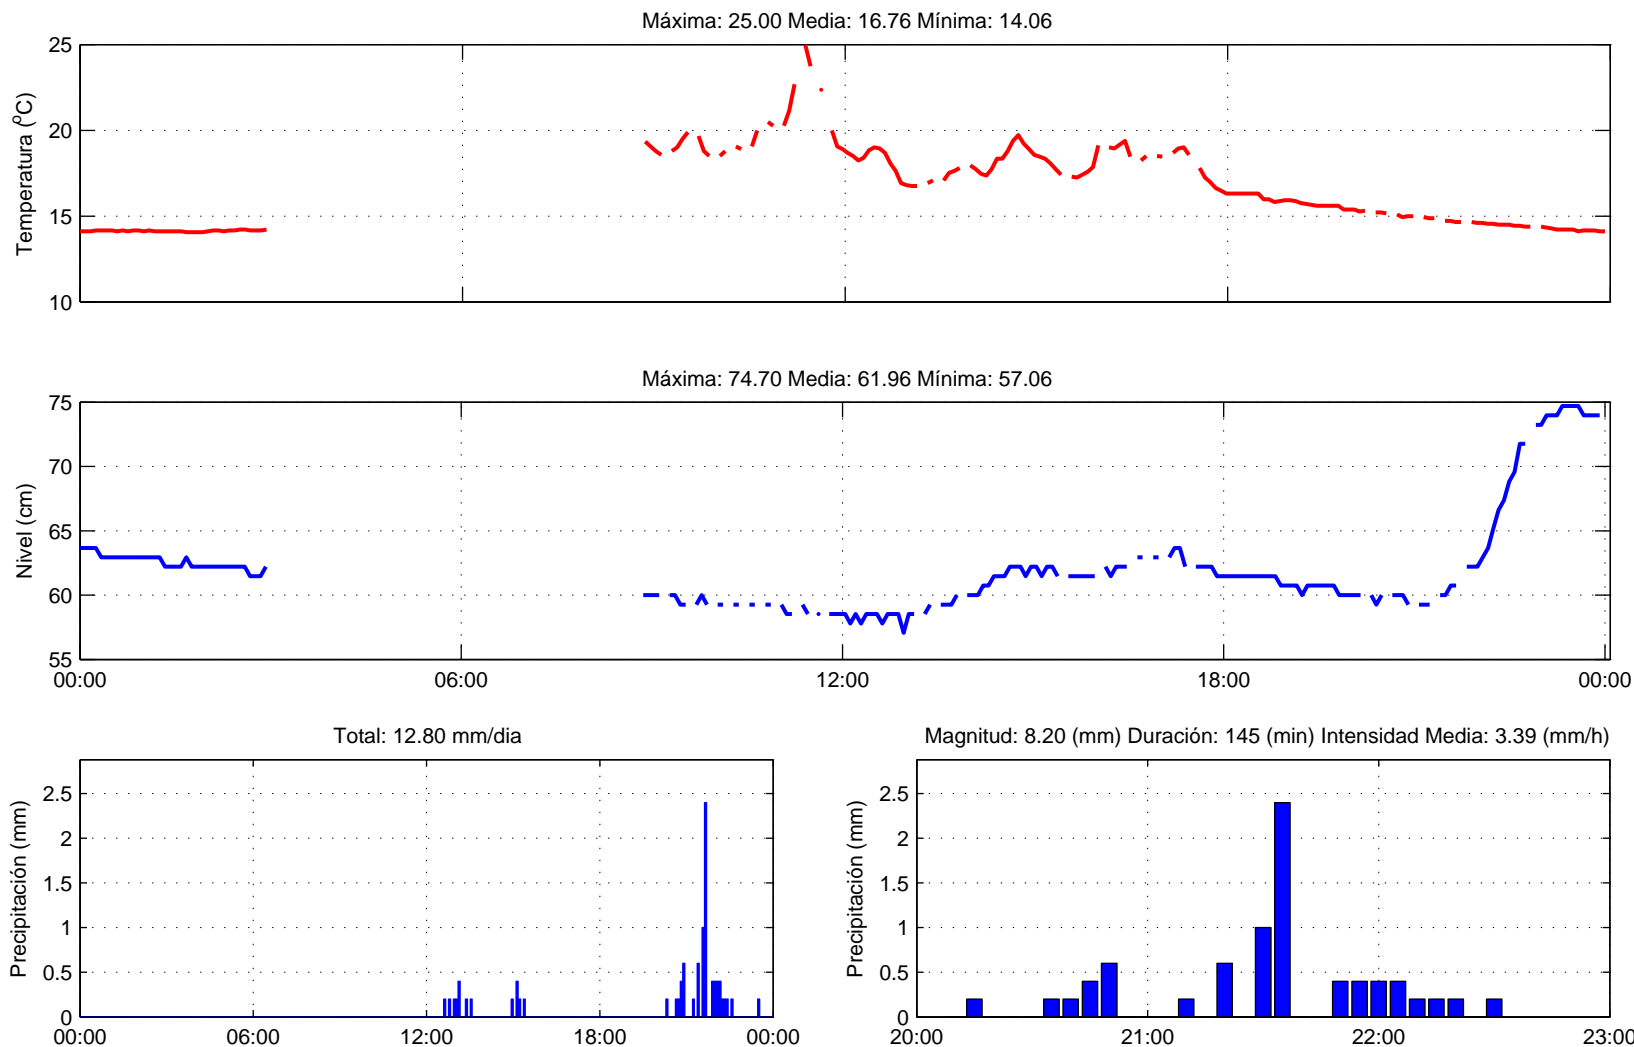 Máxima: 25.00 Media: 16.76 Mínima: 14.06
25
20
15
10
Temperatura (ºC)
Máxima: 74.70 Media: 61.96 Mínima: 57.06
75
70
65
60
55
Nivel (cm)
00:00 06:00 12:00 18:00 00:00
Total: 12.80 mm/dia
2.5
2
1.5
1
0.5
0
Precipitación (mm)
00:00 06:00 12:00 18:00 00:00
Magnitud: 8.20 (mm) Duración: 145 (min) Intensidad Media: 3.39 (mm/h)
2.5
2
1.5
1
0.5
0
Precipitación (mm)
20:00 21:00 22:00 23:00